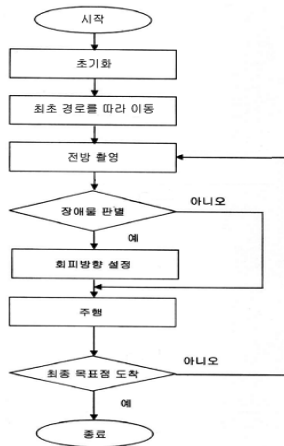 시작
초기화
최초 경로를 따라 이동
전방 촬영
장애물 판별
아니오
예
회피방향 설정
주행
최종 목표점 도착
아니오
예
종료